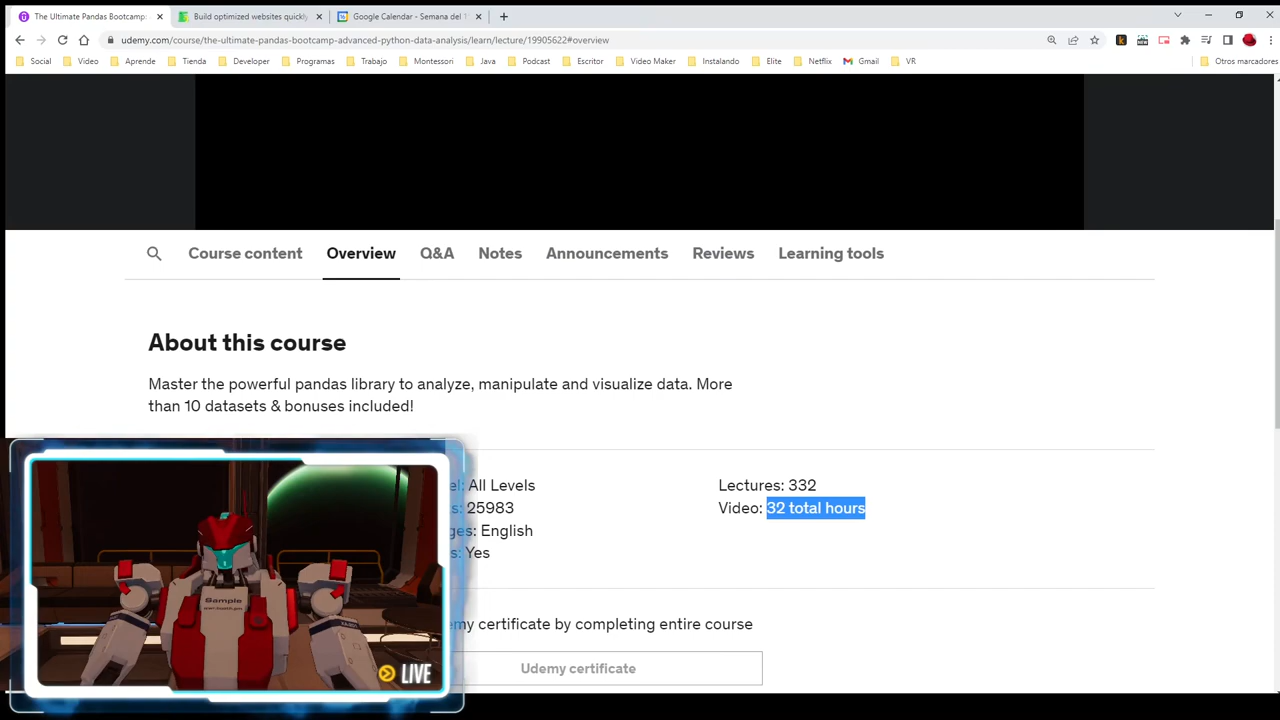 The Ultimate Pandas Bootcamp:
Build optimized websites quickly
Google Calendar - Semana del 1
udemy.com/course/the-ultimate-pandas-bootcamp-advanced-python-data-analysis/learn/lecture/19905622#overview
Social Video Aprende Tienda Developer Programas Trabajo Montessori Java Podcast Escritor Video Maker Instalando Elite Netflix Gmail VR Otros marcadores
Course content Overview Q&A Notes Announcements Reviews Learning tools
About this course
Master the powerful pandas library to analyze, manipulate and visualize data. More
than 10 datasets & bonuses included!
el: All Levels
s: 25983
ges: English
s: Yes
Lectures: 332
Video: 32 total hours
emy certificate by completing entire course
Udemy certificate
Sample
LIVE